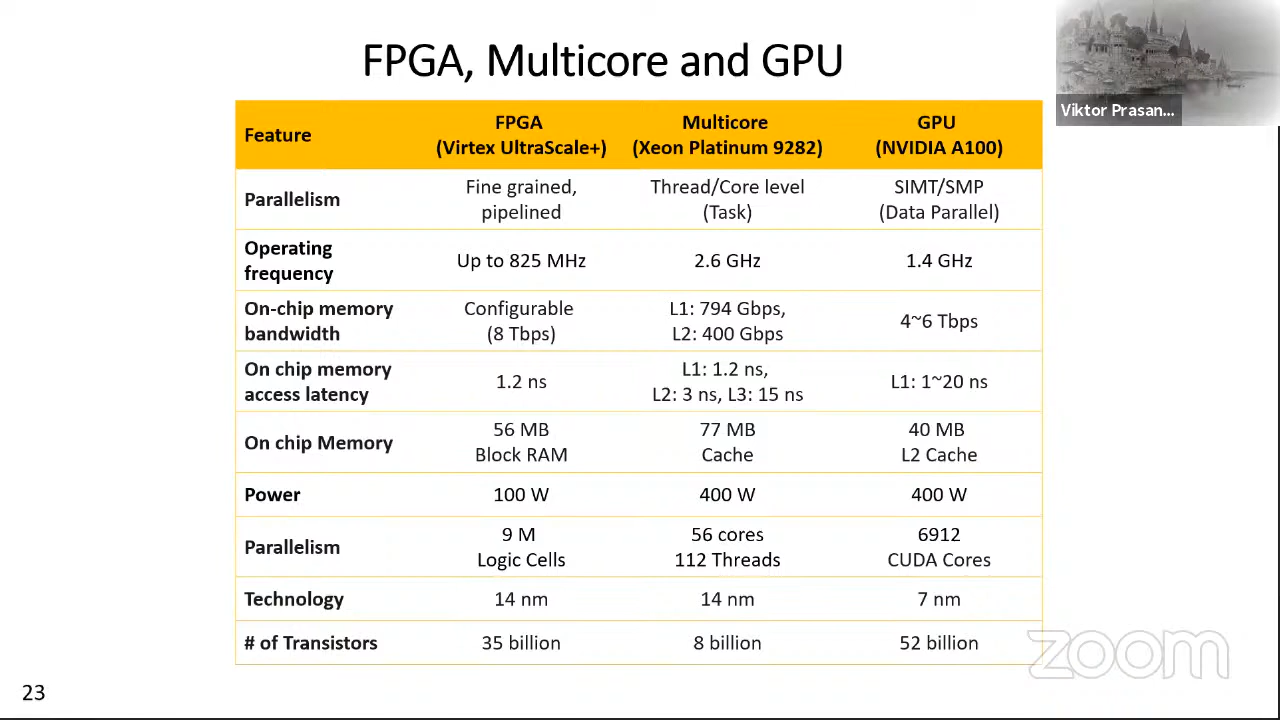 FPGA, Multicore and GPU
Viktor Prasan...
Feature
FPGA
(Virtex UltraScale+)
Multicore
(Xeon Platinum 9282)
GPU
(NVIDIA A100)
Parallelism
Fine grained,
pipelined
Thread/Core level
(Task)
SIMT/SMP
(Data Parallel)
Operating
frequency
Up to 825 MHz
2.6 GHz
1.4 GHz
On-chip memory
bandwidth
Configurable
(8 Tbps)
L1: 794 Gbps,
L2: 400 Gbps
4~6 Tbps
On chip memory
access latency
1.2 ns
L1: 1.2 ns,
L2: 3 ns, L3: 15 ns
L1: 1~20 ns
On chip Memory
56 MB
Block RAM
77 MB
Cache
40 MB
L2 Cache
Power
100 W
400 W
400 W
Parallelism
9 M
Logic Cells
56 cores
112 Threads
6912
CUDA Cores
Technology
14 nm
14 nm
7 nm
# of Transistors
35 billion
8 billion
52 billion
zoom
23